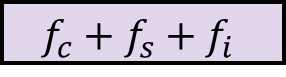 f_c + f_s + f_i